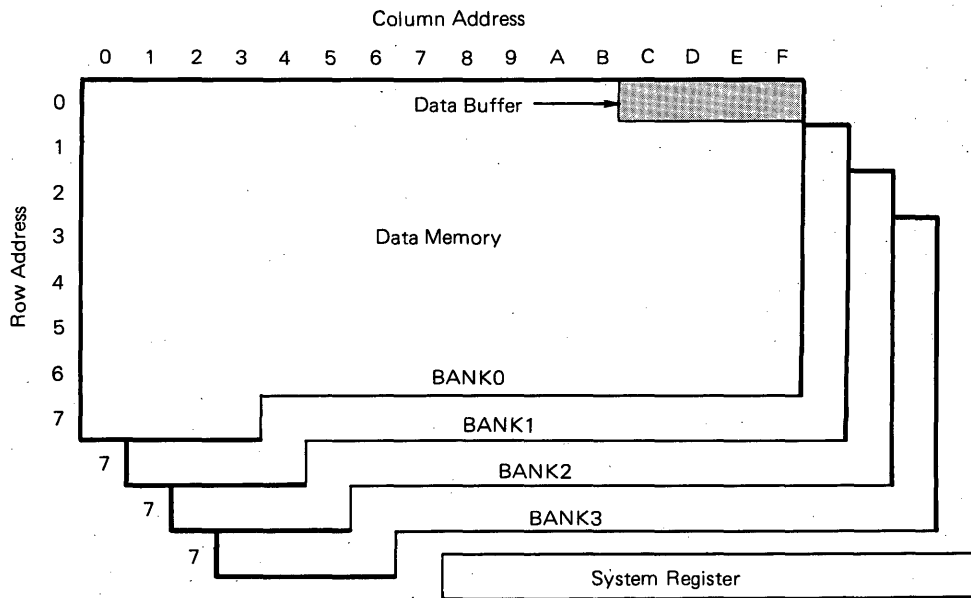 Column Address
0 1 2 3 4 5 6 7 8 9 A B C D E F
0
Data Buffer
1
2
3
Data Memory
4
5
6
7
Row Address
BANK0
BANK1
7
BANK2
7
BANK3
7
System Register